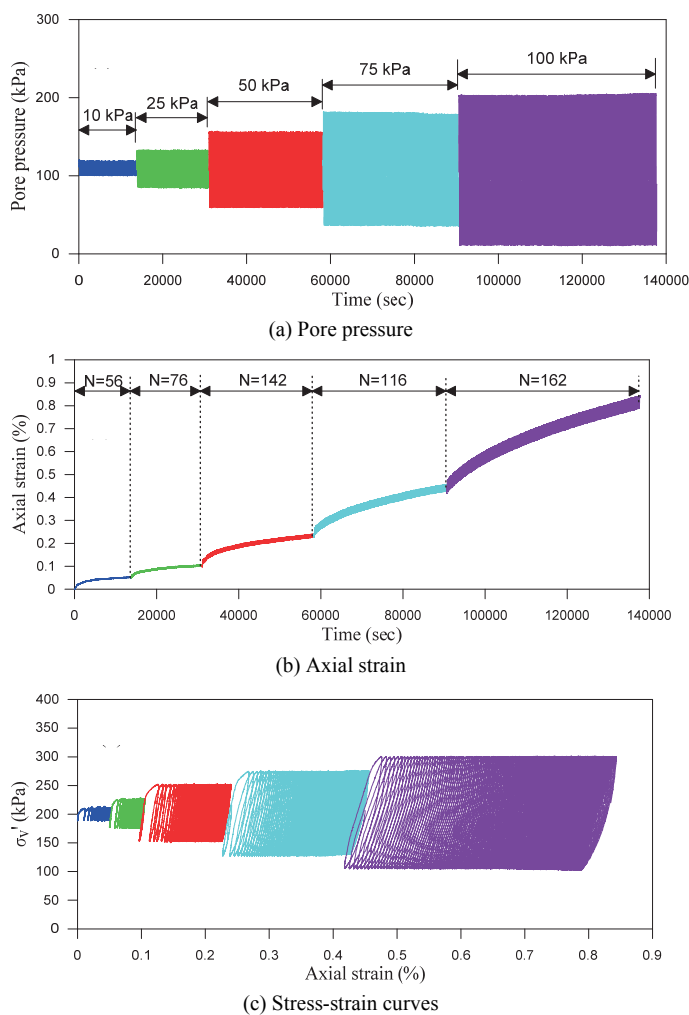 300
200
100
0
Pore pressure (kPa)
10 kPa
25 kPa
50 kPa
75 kPa
100 kPa
0 20000 40000 60000 80000 100000 120000 140000
Time (sec)
(a) Pore pressure
1
0.9
0.8
0.7
0.6
0.5
0.4
0.3
0.2
0.1
0
Axial strain (%)
N=56 N=76 N=142 N=116 N=162
0 20000 40000 60000 80000 100000 120000 140000
Time (sec)
(b) Axial strain
400
350
300
250
200
150
100
50
0
σv' (kPa)
0 0.1 0.2 0.3 0.4 0.5 0.6 0.7 0.8 0.9
Axial strain (%)
(c) Stress-strain curves